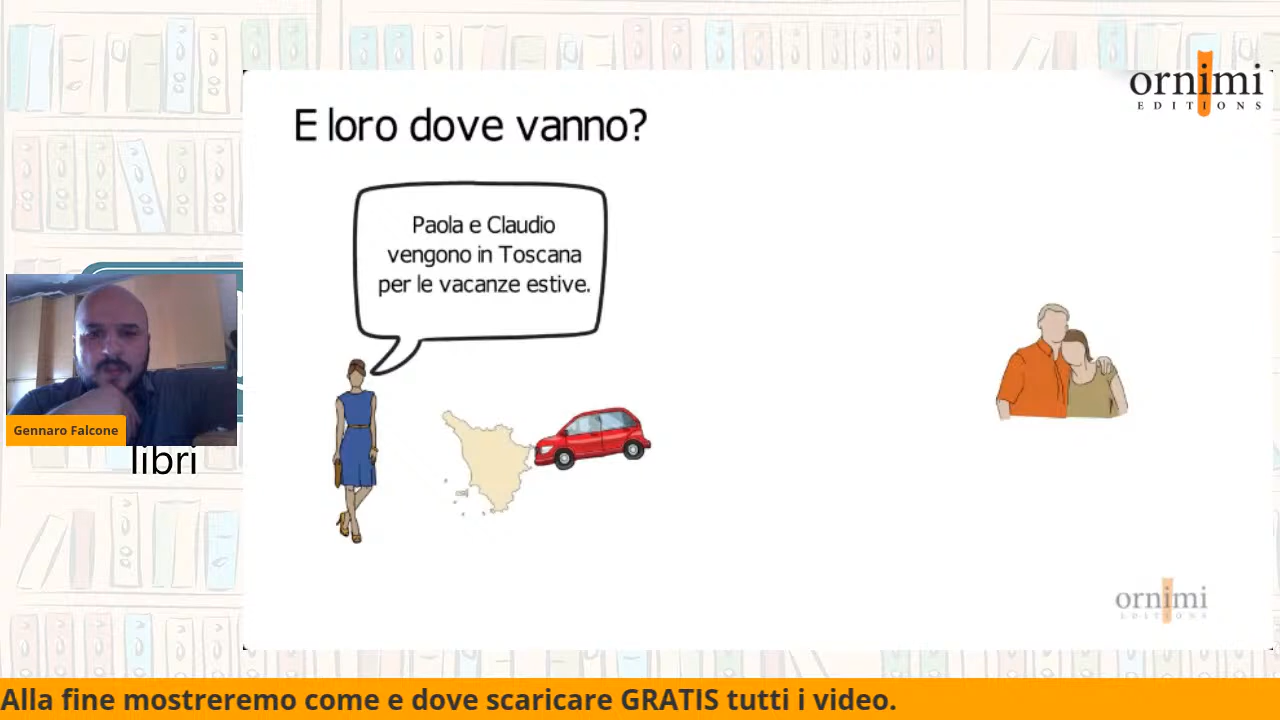 ornimi
EDITIONS
E loro dove vanno?
Paola e Claudio
vengono in Toscana
per le vacanze estive.
Gennaro Falcone
libri
ornimi
EDITIONS
Alla fine mostreremo come e dove scaricare GRATIS tutti i video.